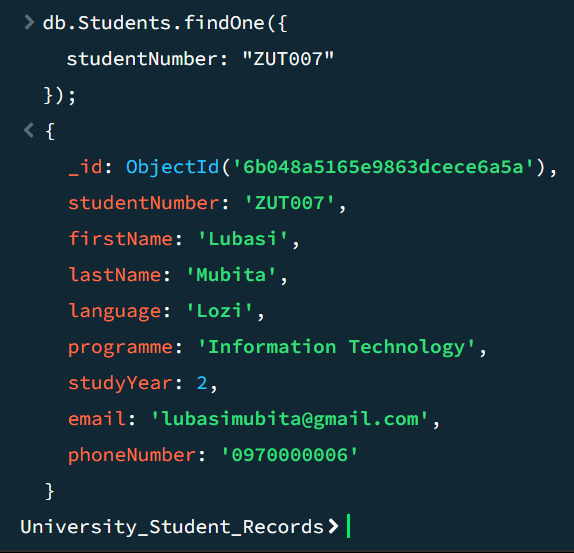 > db.Students.findOne({
studentNumber: "ZUT007"
});
< {
_id: ObjectId('6b048a5165e9863dcece6a5a'),
studentNumber: 'ZUT007',
firstName: 'Lubasi',
lastName: 'Mubita',
language: 'Lozi',
programme: 'Information Technology',
studyYear: 2,
email: 'lubasimubita@gmail.com',
phoneNumber: '0970000006'
}
University_Student_Records>